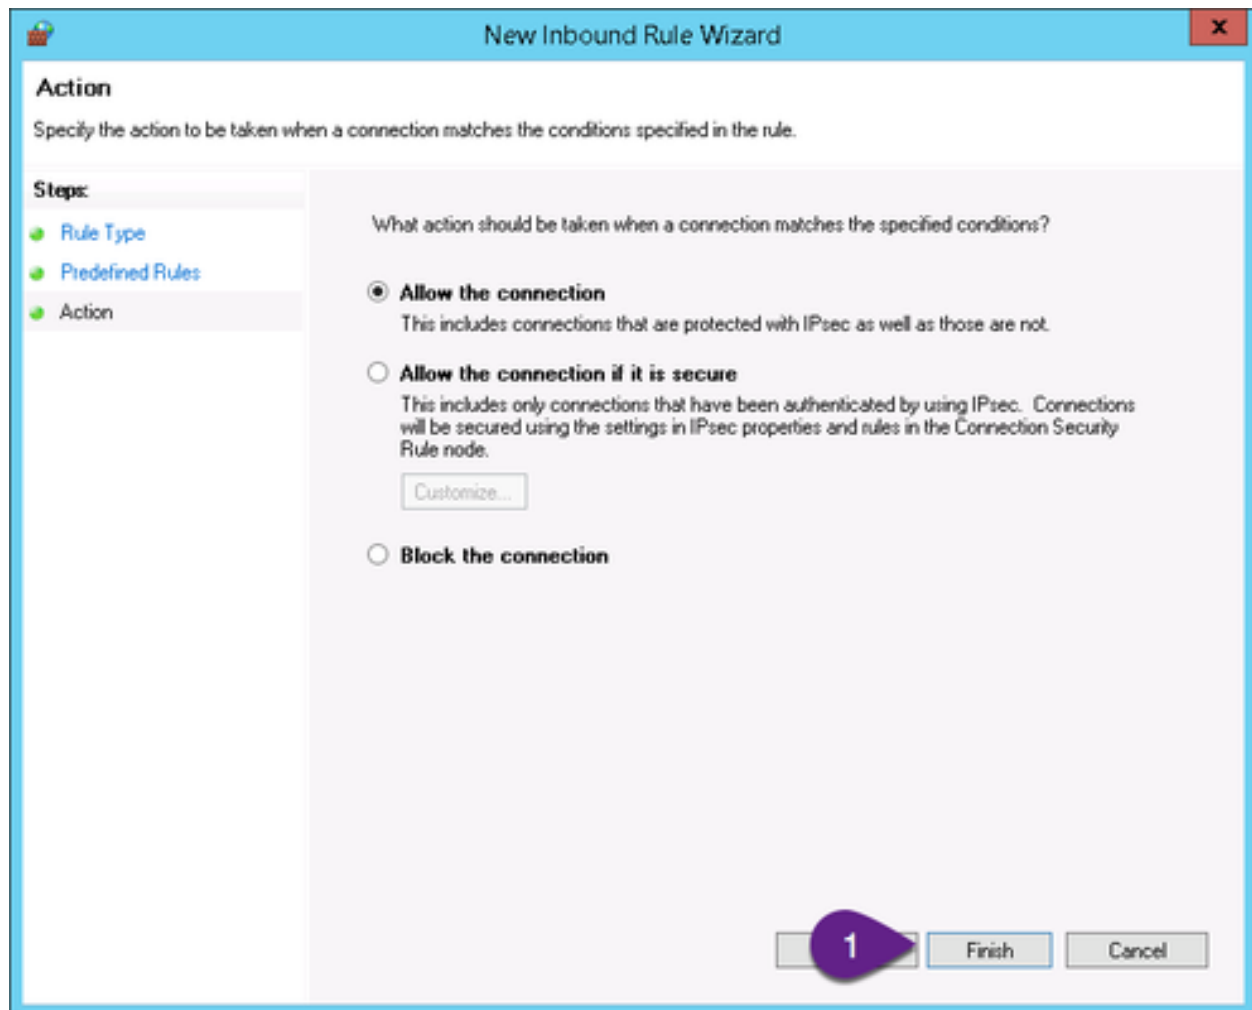 New Inbound Rule Wizard
x
Action
Specify the action to be taken when a connection matches the conditions specified in the rule.
Steps:
Rule Type
Predefined Rules
Action
What action should be taken when a connection matches the specified conditions?
Allow the connection
This includes connections that are protected with IPsec as well as those are not.
Allow the connection if it is secure
This includes only connections that have been authenticated by using IPsec. Connections
will be secured using the settings in IPsec properties and rules in the Connection Security
Rule node.
Customize...
Block the connection
1
Finish
Cancel